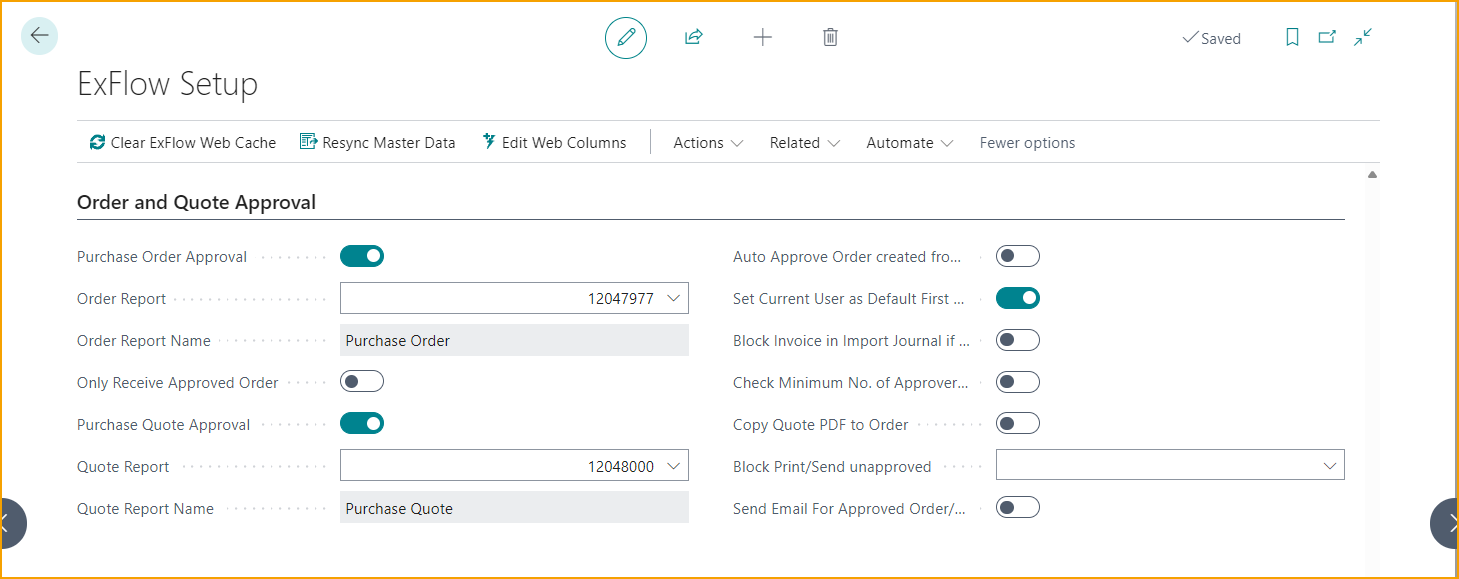 Saved
ExFlow Setup
Clear ExFlow Web Cache Resync Master Data Edit Web Columns Actions Related Automate Fewer options
Order and Quote Approval
Purchase Order Approval
Order Report 12047977
Order Report Name Purchase Order
Only Receive Approved Order
Purchase Quote Approval
Quote Report 12048000
Quote Report Name Purchase Quote
Auto Approve Order created fro...
Set Current User as Default First ...
Block Invoice in Import Journal if ...
Check Minimum No. of Approver...
Copy Quote PDF to Order
Block Print/Send unapproved
Send Email For Approved Order/...